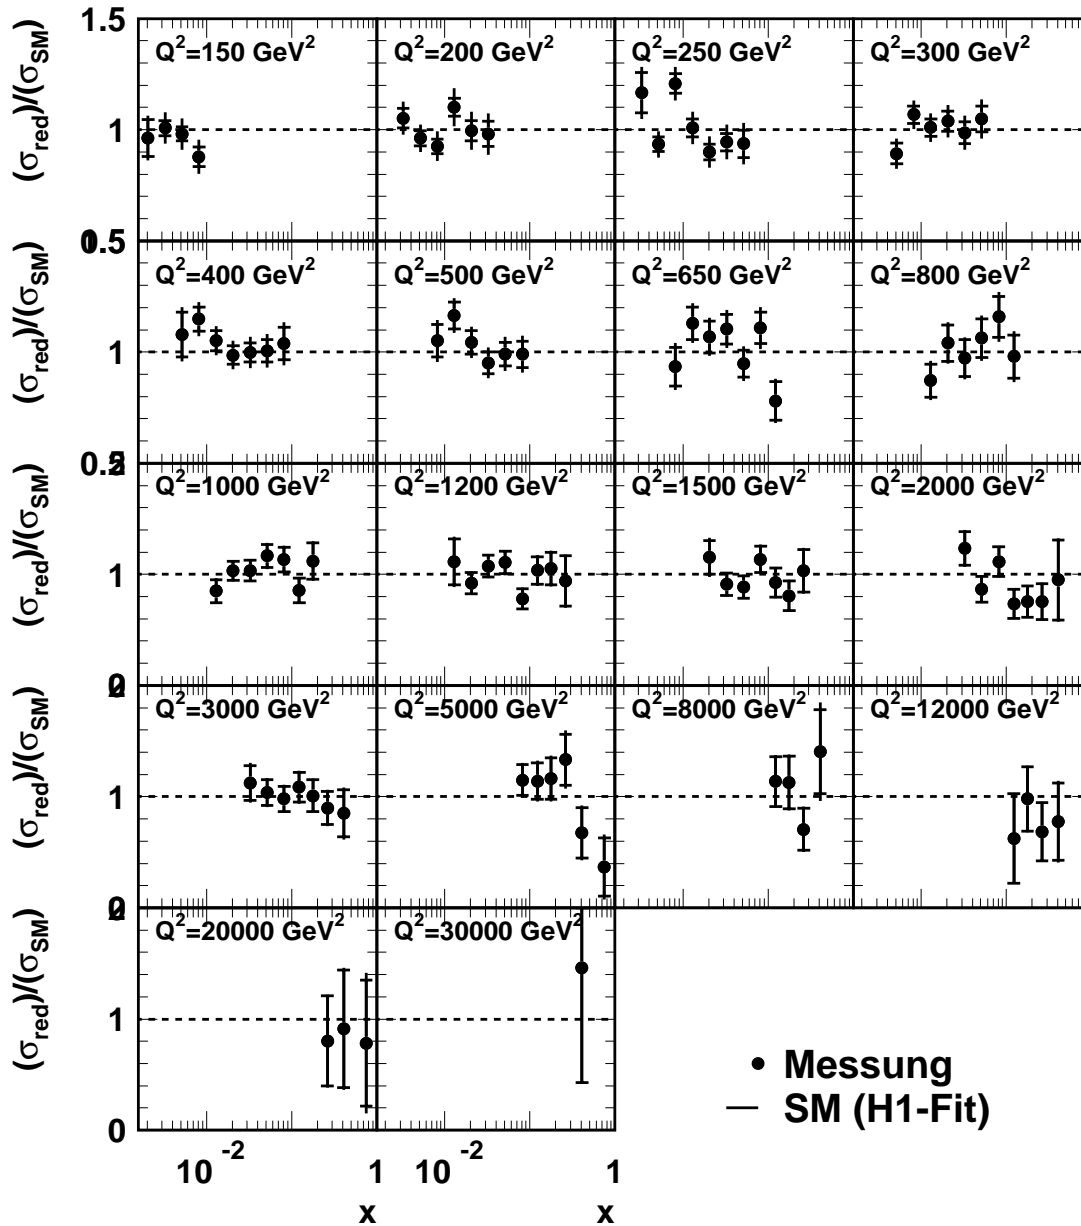 (σred)/(σSM)
1.5
1
0.5
Q²=150 GeV²
Q²=200 GeV²
Q²=250 GeV²
Q²=300 GeV²
(σred)/(σSM)
1
Q²=400 GeV²
Q²=500 GeV²
Q²=650 GeV²
Q²=800 GeV²
(σred)/(σSM)
0.5
1
Q²=1000 GeV²
Q²=1200 GeV²
Q²=1500 GeV²
Q²=2000 GeV²
(σred)/(σSM)
1
Q²=3000 GeV²
Q²=5000 GeV²
Q²=8000 GeV²
Q²=12000 GeV²
(σred)/(σSM)
1
0
Q²=20000 GeV²
Q²=30000 GeV²
Messung
SM (H1-Fit)
10⁻² 1 10⁻² 1
x x